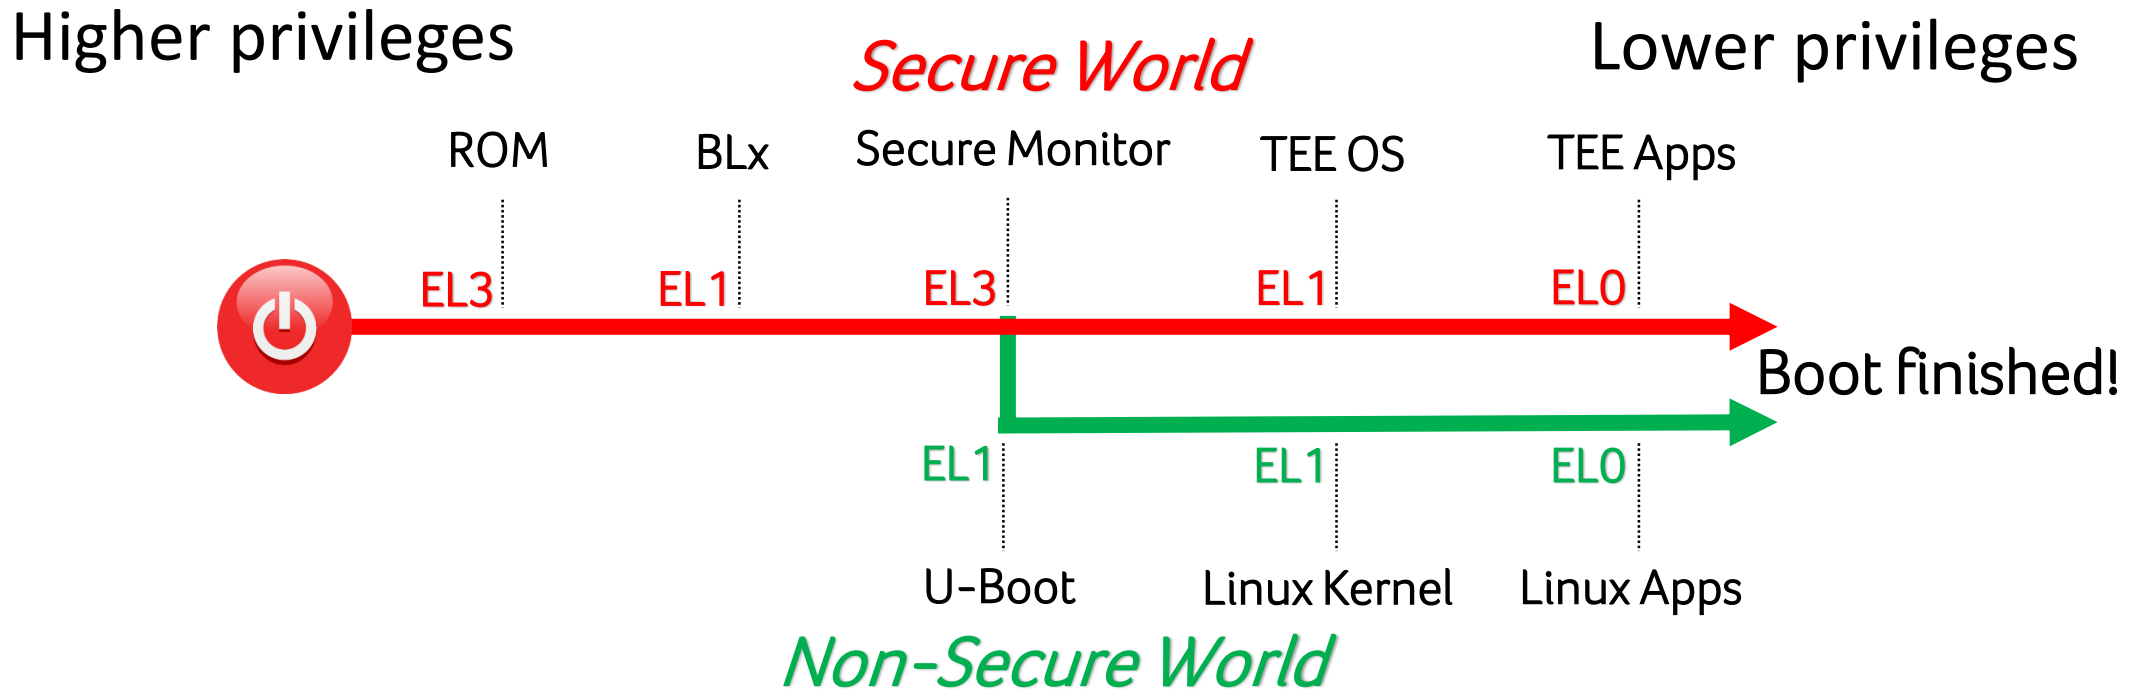 Higher privileges
Secure World
Lower privileges
ROM
BLx
Secure Monitor
TEE OS
TEE Apps
EL3
EL1
EL3
EL1
EL0
Boot finished!
EL1
EL1
EL0
U-Boot
Linux Kernel
Linux Apps
Non-Secure World